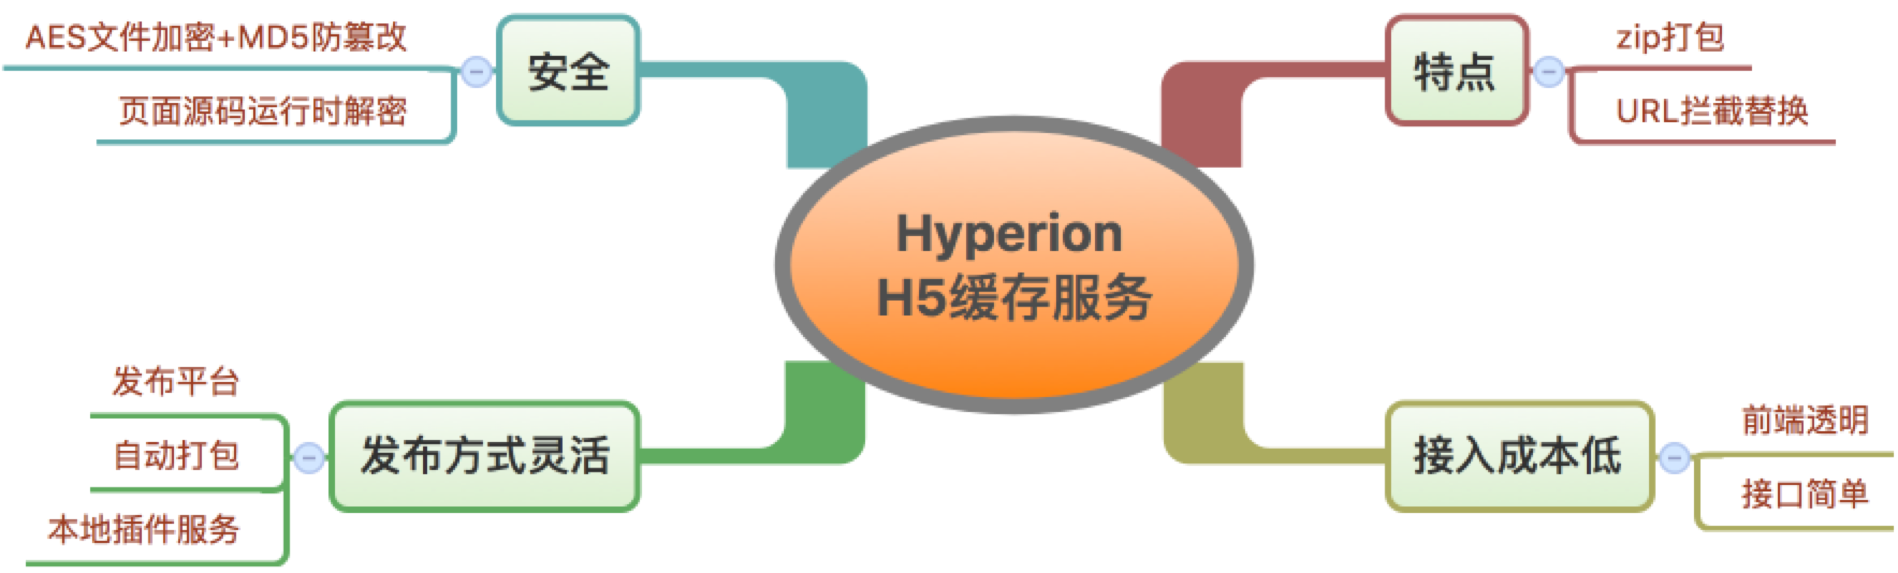 Hyperion
H5缓存服务
特点
zip打包
URL拦截替换
接入成本低
前端透明
接口简单
安全
AES文件加密+MD5防篡改
页面源码运行时解密
发布方式灵活
发布平台
自动打包
本地插件服务